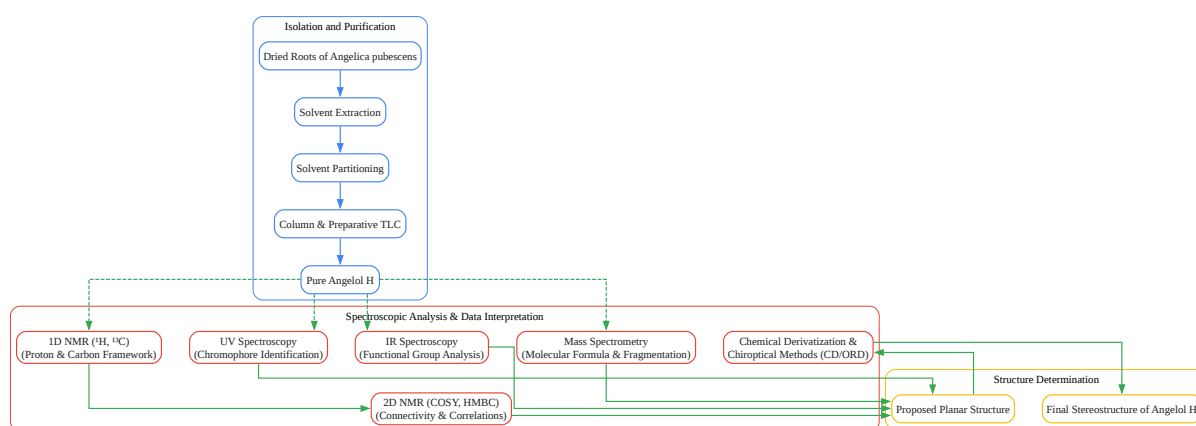 Isolation and Purification
Dried Roots of Angelica pubescens
Solvent Extraction
Solvent Partitioning
Column & Preparative TLC
Pure Angelol H
Spectroscopic Analysis & Data Interpretation
1D NMR (¹H, ¹³C)
(Proton & Carbon Framework)
UV Spectroscopy
(Chromophore Identification)
IR Spectroscopy
(Functional Group Analysis)
Mass Spectrometry
(Molecular Formula & Fragmentation)
Chemical Derivatization &
Chiroptical Methods (CD/ORD)
Structure Determination
2D NMR (COSY, HMBC)
(Connectivity & Correlations)
Proposed Planar Structure
Final Stereostructure of Angelol H